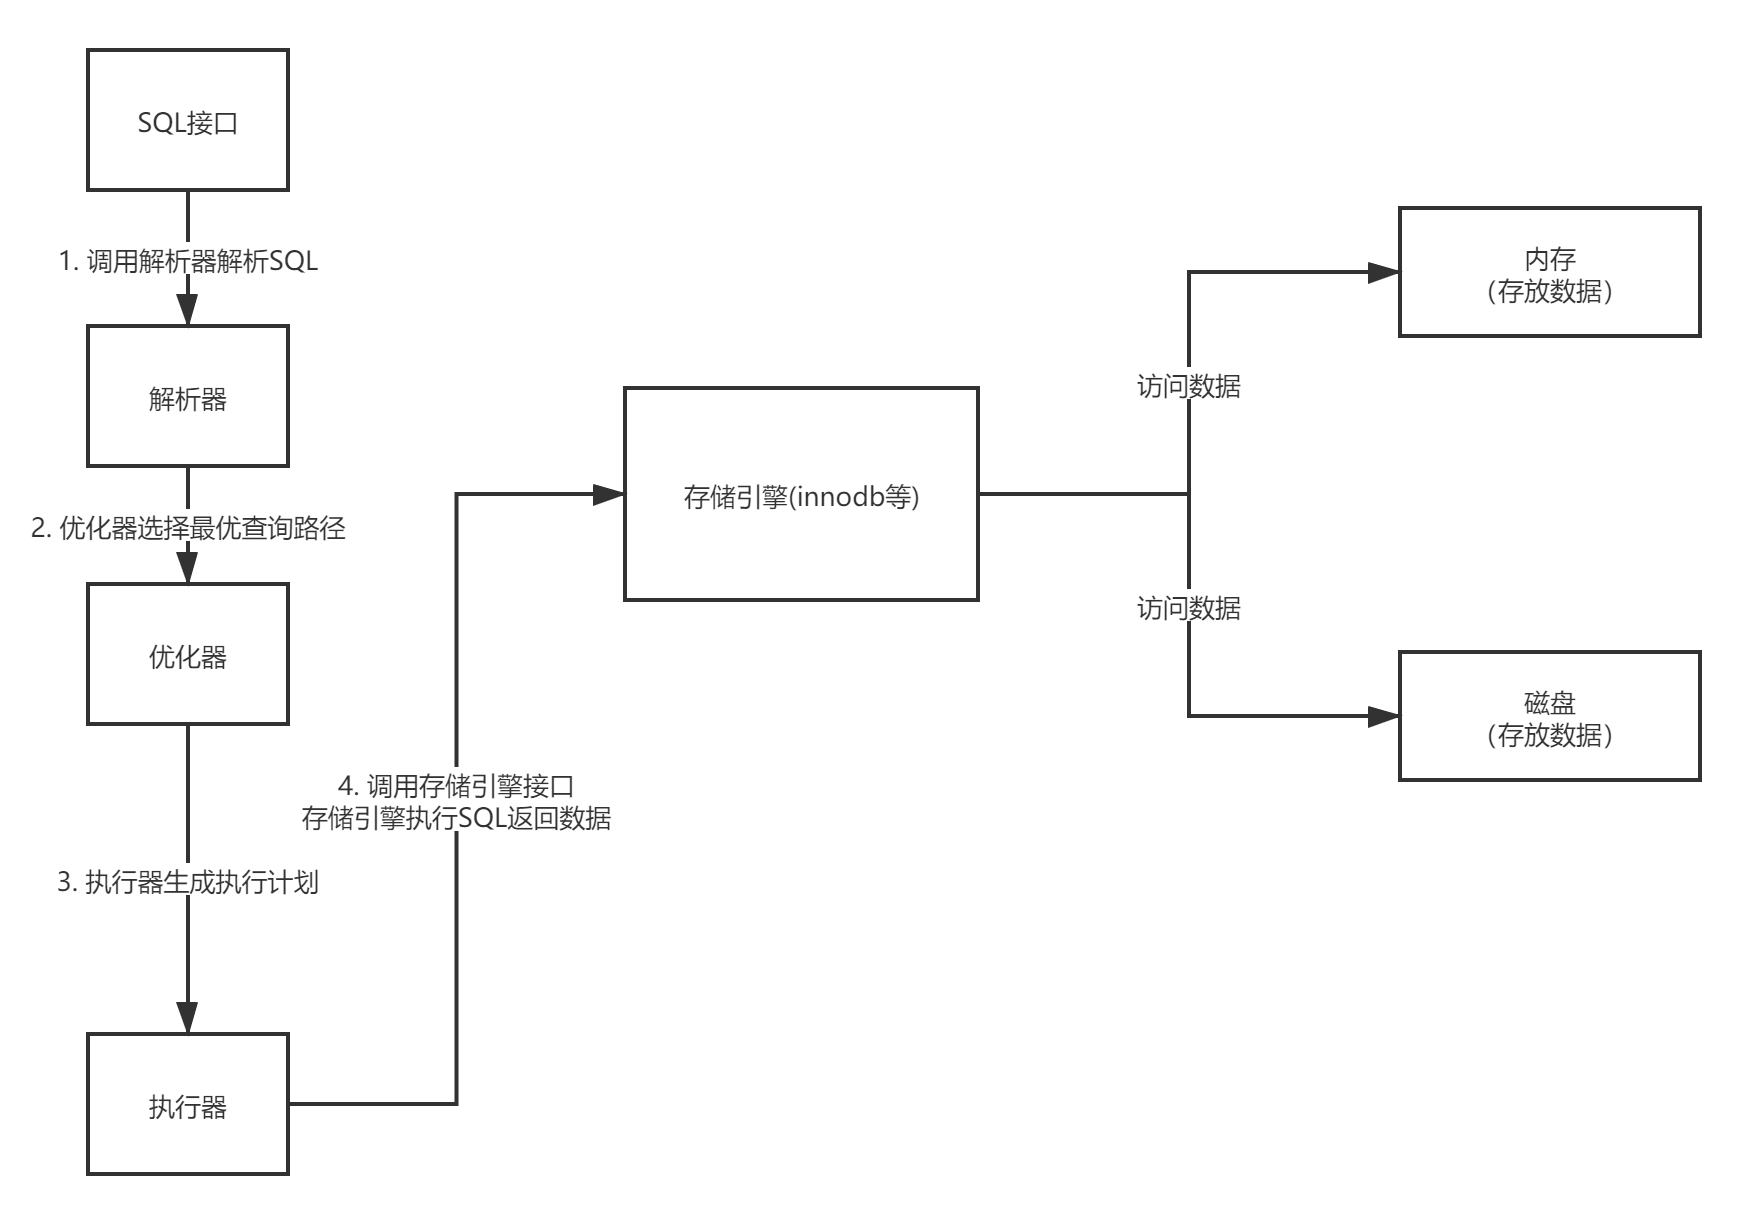 SQL接口
1. 调用解析器解析SQL
解析器
2. 优化器选择最优查询路径
优化器
3. 执行器生成执行计划
执行器
4. 调用存储引擎接口
存储引擎执行SQL返回数据
存储引擎(innodb等)
访问数据
内存
（存放数据）
访问数据
磁盘
（存放数据）